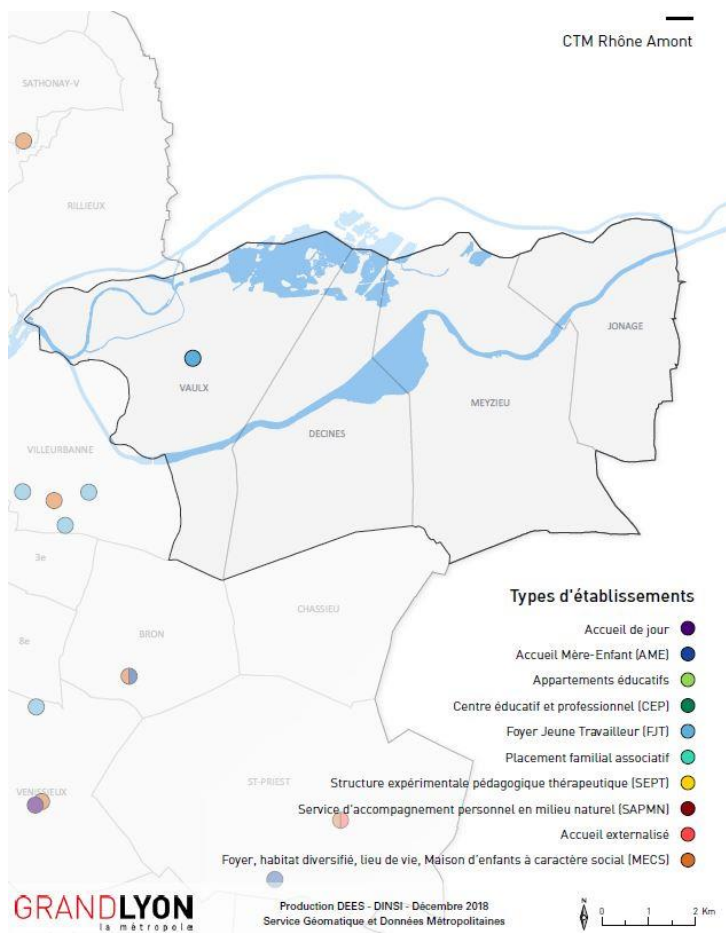 CTM Rhône Amont
SATHONAY-V
RILLIEUX
JONAGE
VAULX
MEYZIEU
DECINES
VILLEURBANNE
3e
CHASSIEU
8e
BRON
ST-PRIEST
VENISSIEUX
Types d'établissements
Accueil de jour
Accueil Mère-Enfant (AME)
Appartements éducatifs
Centre éducatif et professionnel (CEP)
Foyer Jeune Travailleur (FJT)
Placement familial associatif
Structure expérimentale pédagogique thérapeutique (SEPT)
Service d'accompagnement personnel en milieu naturel (SAPMN)
Accueil externalisé
Foyer, habitat diversifié, lieu de vie, Maison d'enfants à caractère social (MECS)
GRANDLYON
la métropole
Production DEES - DINSI - Décembre 2018
Service Géomatique et Données Métropolitaines
N
0 1 2 Km